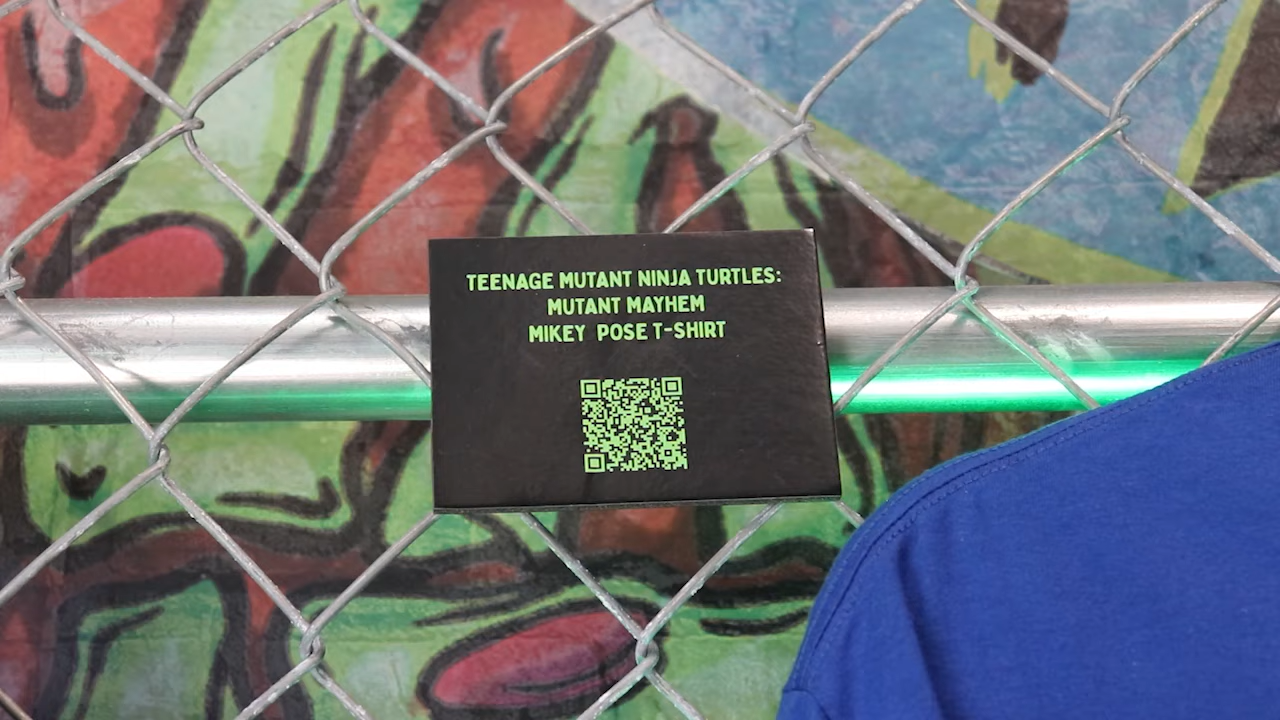 TEENAGE MUTANT NINJA TURTLES:
MUTANT MAYHEM
MIKEY POSE T-SHIRT